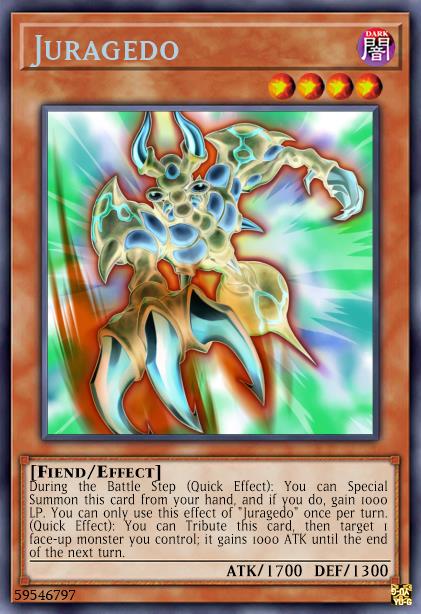 JURAGEDO
DARK
闇
[FIEND/EFFECT]
During the Battle Step (Quick Effect): You can Special
Summon this card from your hand, and if you do, gain 1000
LP. You can only use this effect of "Juragedo" once per turn.
(Quick Effect): You can Tribute this card, then target 1
face-up monster you control; it gains 1000 ATK until the end
of the next turn.
ATK/1700 DEF/1300
59546797